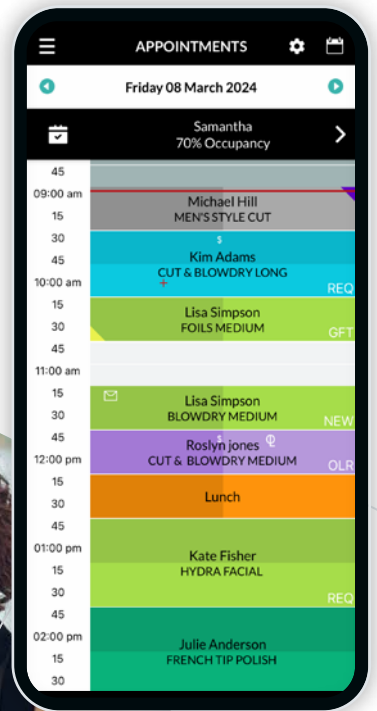 APPOINTMENTS
Friday 08 March 2024
Samantha
70% Occupancy
45
09:00 am
Michael Hill
15
MEN'S STYLE CUT
30
$
45
Kim Adams
CUT & BLOWDRY LONG
10:00 am
REQ
15
Lisa Simpson
30
FOILS MEDIUM
GFT
45
11:00 am
15
Lisa Simpson
30
BLOWDRY MEDIUM
NEW
45
$
Roslyn jones
12:00 pm
CUT & BLOWDRY MEDIUM
OLR
15
Lunch
30
45
01:00 pm
Kate Fisher
15
HYDRA FACIAL
30
REQ
45
02:00 pm
Julie Anderson
15
FRENCH TIP POLISH
30